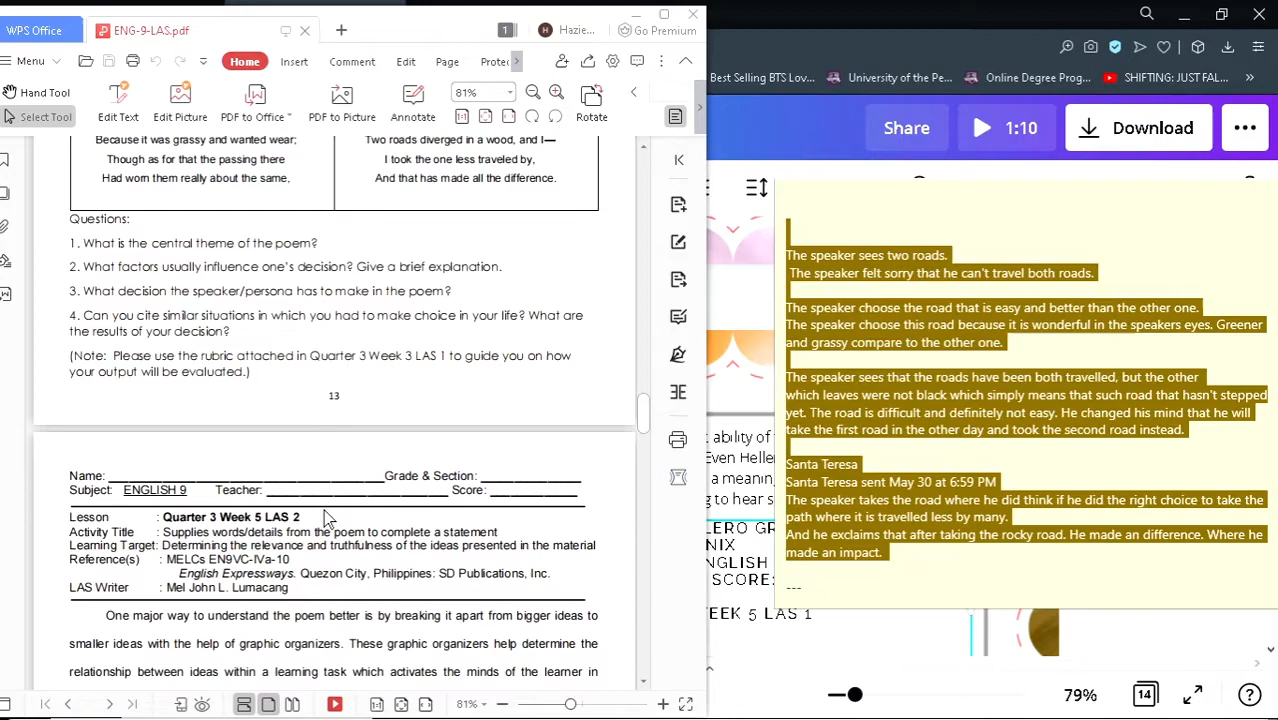 WPS Office
ENG-9-LAS.pdf
1
H
Hazie...
Go Premium
Menu
Home
Insert
Comment
Edit
Page
Protec
Hand Tool
Select Tool
Edit Text
Edit Picture
PDF to Office
PDF to Picture
Annotate
81%
Rotate
Because it was grassy and wanted wear;
Though as for that the passing there
Had worn them really about the same,
Two roads diverged in a wood, and I—
I took the one less traveled by,
And that has made all the difference.
Questions:
1. What is the central theme of the poem?
2. What factors usually influence one's decision? Give a brief explanation.
3. What decision the speaker/persona has to make in the poem?
4. Can you cite similar situations in which you had to make choice in your life? What are
the results of your decision?
(Note: Please use the rubric attached in Quarter 3 Week 3 LAS 1 to guide you on how
your output will be evaluated.)
13
Name: Grade & Section:
Subject: ENGLISH 9 Teacher: Score:
Lesson : Quarter 3 Week 5 LAS 2
Activity Title : Supplies words/details from the poem to complete a statement
Learning Target: Determining the relevance and truthfulness of the ideas presented in the material
Reference(s) : MELCs EN9VC-IVa-10
English Expressways. Quezon City, Philippines: SD Publications, Inc.
LAS Writer : Mel John L. Lumacang
One major way to understand the poem better is by breaking it apart from bigger ideas to
smaller ideas with the help of graphic organizers. These graphic organizers help determine the
relationship between ideas within a learning task which activates the minds of the learner in
81%
Best Selling BTS Lov...
University of the Pe...
Online Degree Prog...
SHIFTING: JUST FAL...
Share
1:10
Download
The speaker sees two roads.
The speaker felt sorry that he can't travel both roads.
The speaker choose the road that is easy and better than the other one.
The speaker choose this road because it is wonderful in the speakers eyes. Greener
and grassy compare to the other one.
The speaker sees that the roads have been both travelled, but the other
which leaves were not black which simply means that such road that hasn't stepped
yet. The road is difficult and definitely not easy. He changed his mind that he will
take the first road in the other day and took the second road instead.
Santa Teresa
Santa Teresa sent May 30 at 6:59 PM
The speaker takes the road where he did think if he did the right choice to take the
path where it is travelled less by many.
And he exclaims that after taking the rocky road. He made an difference. Where he
made an impact.
---
t ability of
Even Heller
a meaning
g to hear s
LERO GR
NIX
NGLISH
SCORE:
EEK 5 LAS 1
79%
14